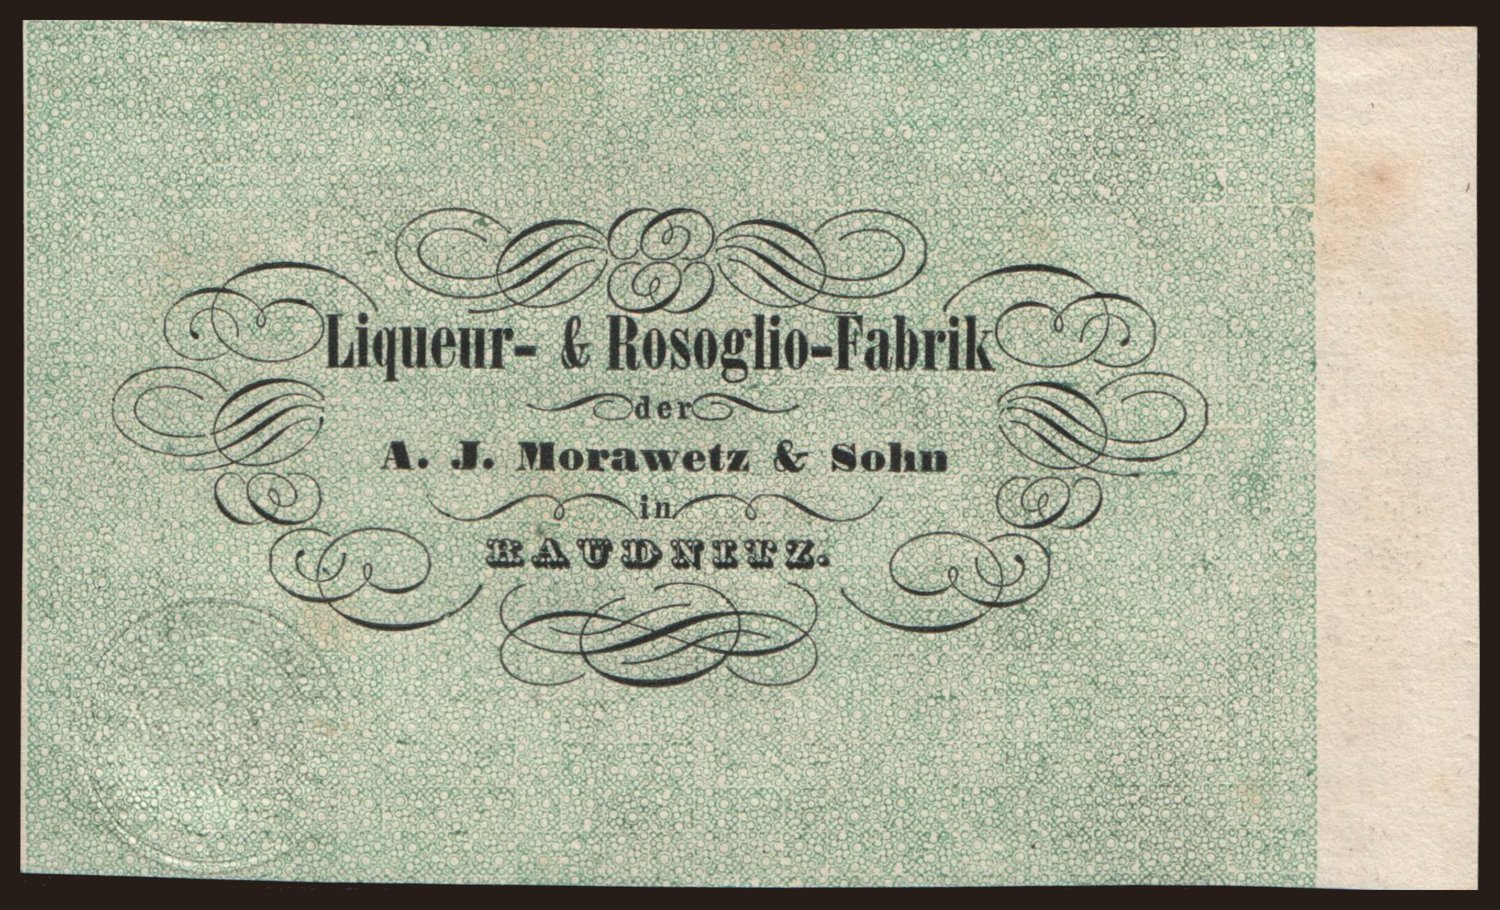 Liqueur- & Rosoglio-Fabrik
der
A. J. Morawetz & Sohn
in
RAUDNITZ.